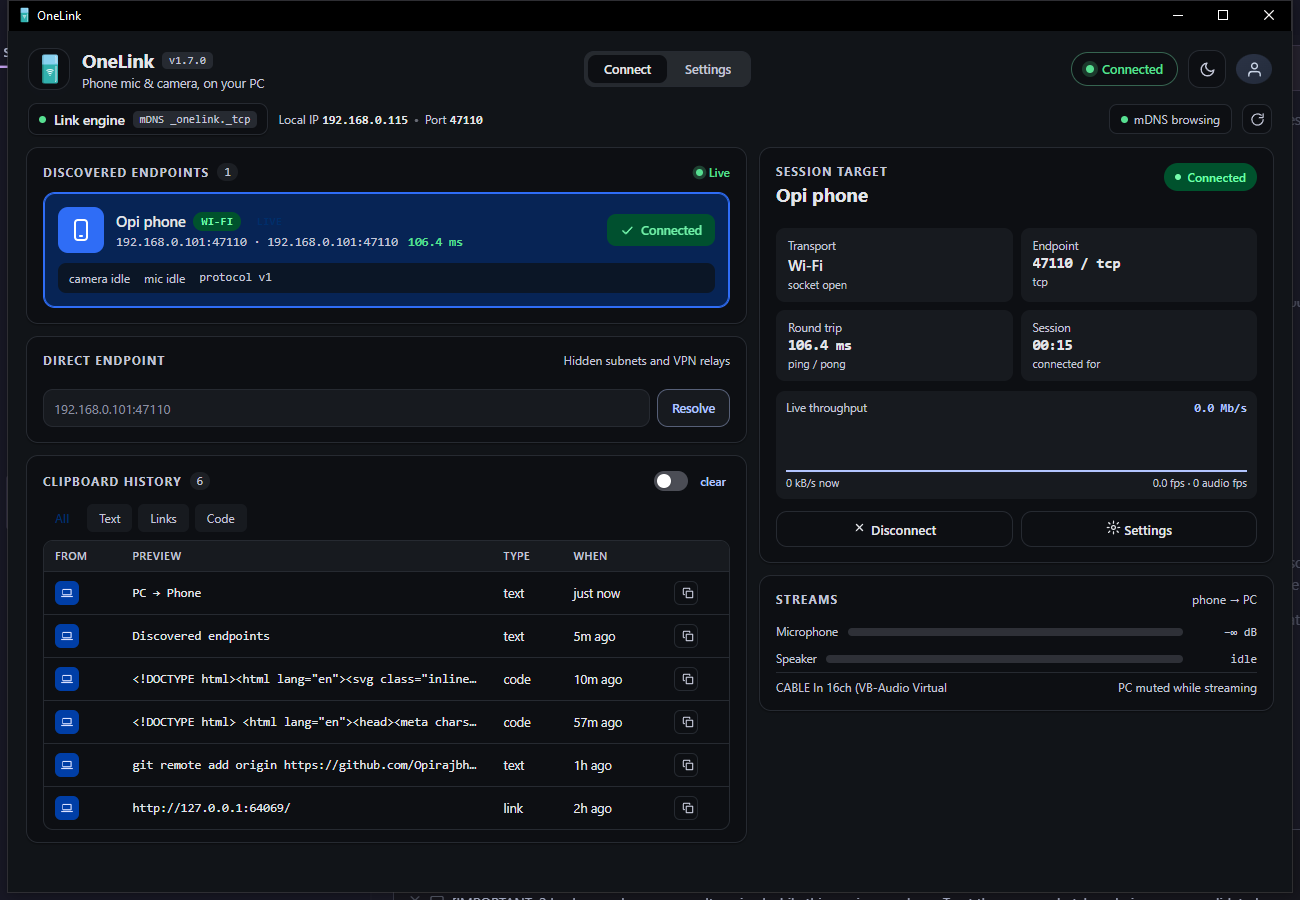 OneLink
OneLink v1.7.0
Phone mic & camera, on your PC
Connect Settings
Connected
Link engine mDNS _onelink._tcp Local IP 192.168.0.115 • Port 47110
mDNS browsing
DISCOVERED ENDPOINTS 1
Live
Opi phone WI-FI
192.168.0.101:47110 · 192.168.0.101:47110 106.4 ms
Connected
camera idle mic idle protocol v1
DIRECT ENDPOINT
Hidden subnets and VPN relays
192.168.0.101:47110
Resolve
CLIPBOARD HISTORY 6
clear
All Text Links Code
FROM PREVIEW TYPE WHEN
PC → Phone text just now
Discovered endpoints text 5m ago
<!DOCTYPE html><html lang="en"><svg class="inline… code 10m ago
<!DOCTYPE html> <html lang="en"><head><meta chars… code 57m ago
git remote add origin https://github.com/Opirajbh… text 1h ago
http://127.0.0.1:64069/ link 2h ago
SESSION TARGET
Opi phone
Connected
Transport
Wi-Fi
socket open
Endpoint
47110 / tcp
tcp
Round trip
106.4 ms
ping / pong
Session
00:15
connected for
Live throughput 0.0 Mb/s
0 kB/s now 0.0 fps · 0 audio fps
Disconnect
Settings
STREAMS phone → PC
Microphone −∞ dB
Speaker idle
CABLE In 16ch (VB-Audio Virtual PC muted while streaming